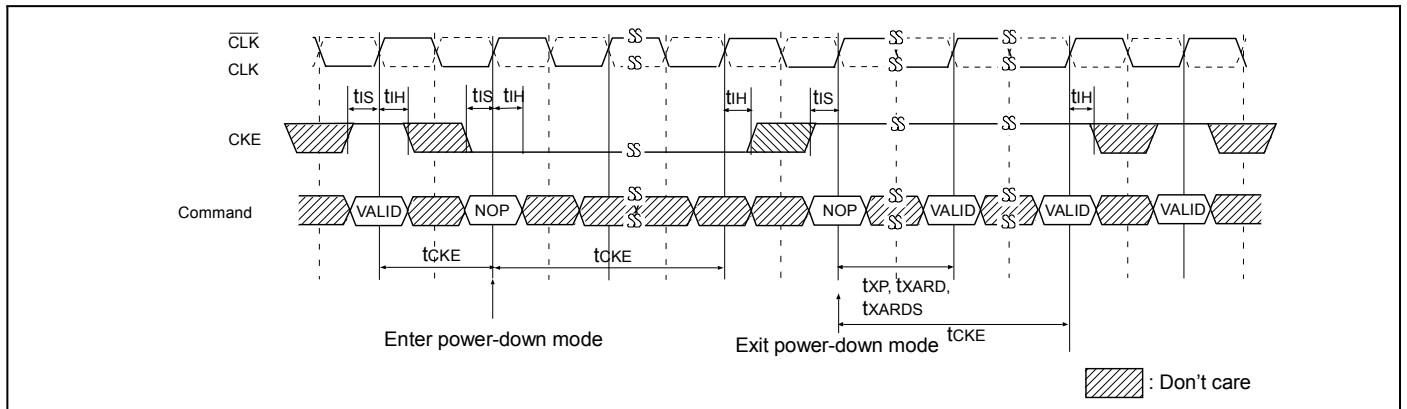 CLK
CLK
tIS tIH tIS tIH tIH tIS tIH
CKE
Command VALID NOP NOP VALID VALID VALID
tCKE tCKE
tXP, tXARD,
tXARDS
Enter power-down mode
Exit power-down mode
tCKE
: Don't care